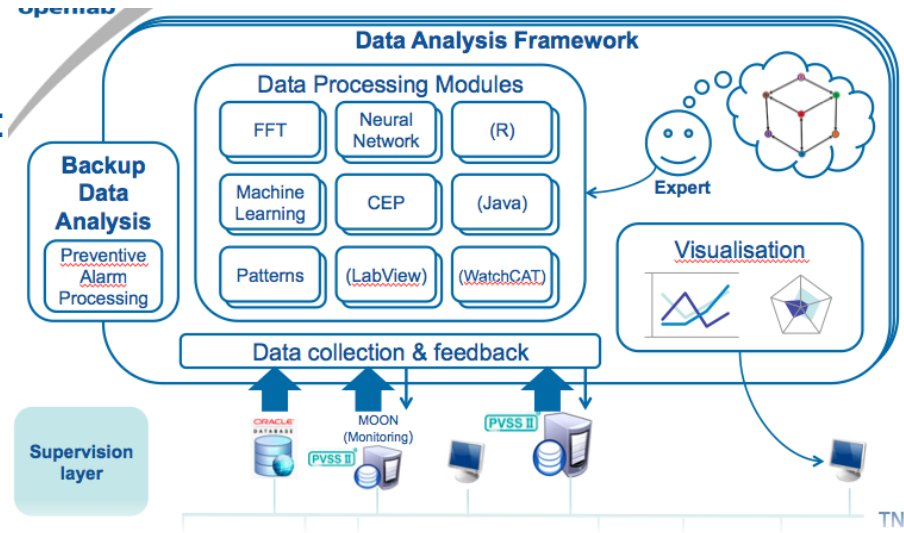 openlab
Data Analysis Framework
Data Processing Modules
FFT
Neural
Network
(R)
Machine
Learning
CEP
(Java)
Patterns
(LabView)
(WatchCAT)
Expert
Backup
Data
Analysis
Preventive
Alarm
Processing
Visualisation
Data collection & feedback
ORACLE
DATABASE
MOON
(Monitoring)
PVSS II
PVSS II
Supervision
layer
TN